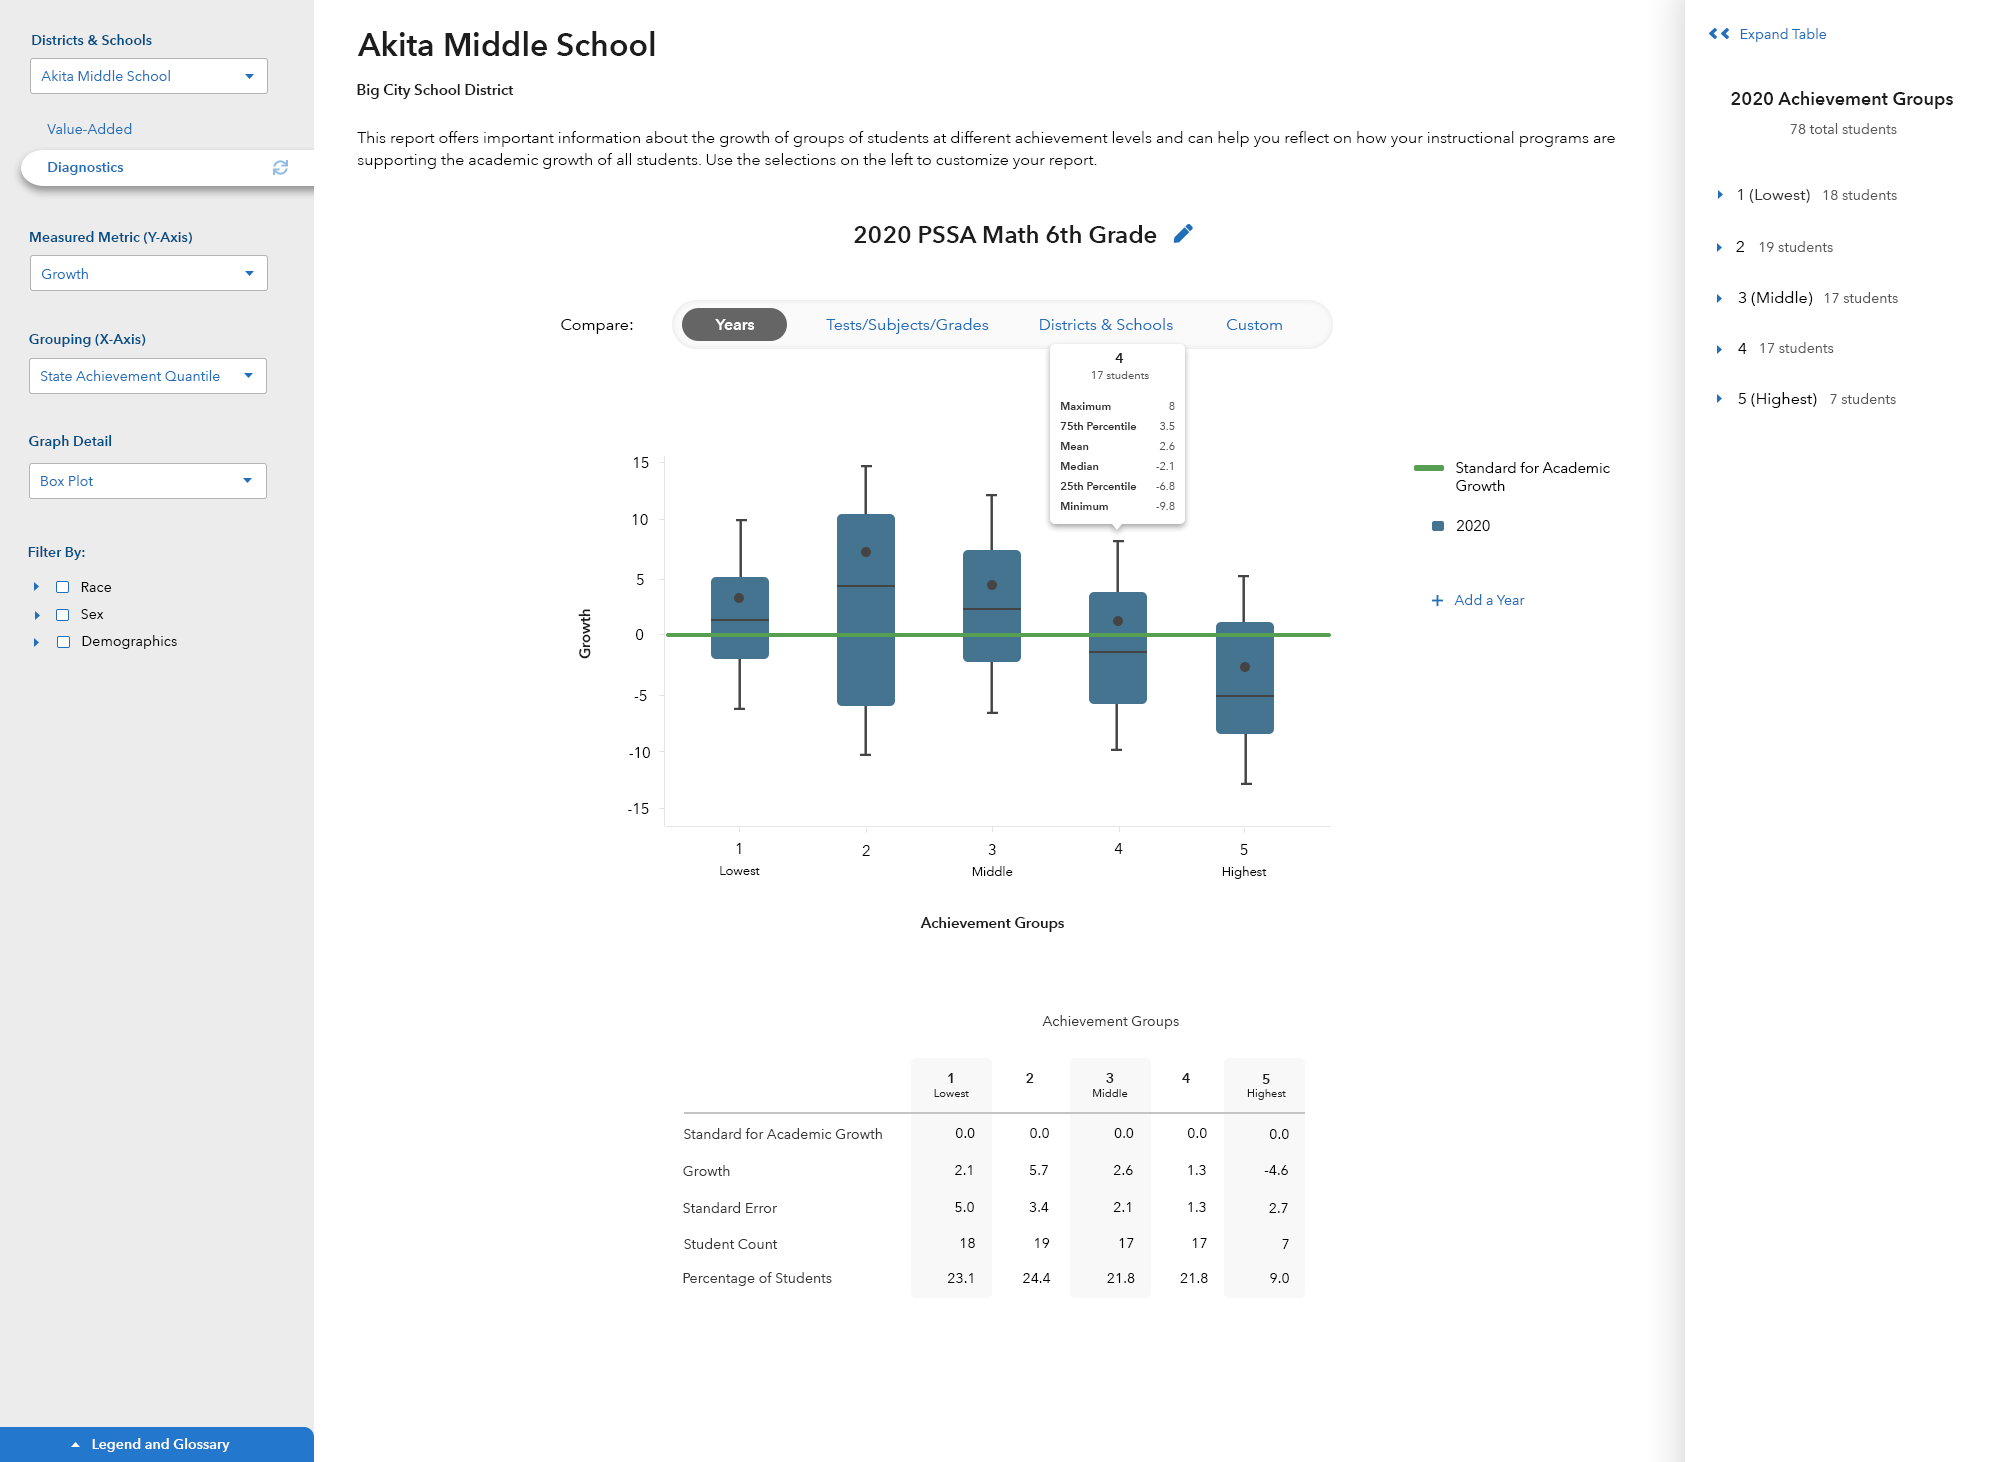 Districts & Schools
Akita Middle School
Value-Added
Diagnostics
Measured Metric (Y-Axis)
Growth
Grouping (X-Axis)
State Achievement Quantile
Graph Detail
Box Plot
Filter By:
Race
Sex
Demographics
Legend and Glossary
Akita Middle School
Big City School District
This report offers important information about the growth of groups of students at different achievement levels and can help you reflect on how your instructional programs are
supporting the academic growth of all students. Use the selections on the left to customize your report.
2020 PSSA Math 6th Grade
Compare: Years Tests/Subjects/Grades Districts & Schools Custom
4
17 students
Maximum 8
75th Percentile 3.5
Mean 2.6
Median -2.1
25th Percentile -6.8
Minimum -9.8
15
10
5
0
-5
-10
-15
Growth
1 2 3 4 5
Lowest Middle Highest
Achievement Groups
Standard for Academic
Growth
2020
Add a Year
Achievement Groups
1 2 3 4 5
Lowest Middle Highest
Standard for Academic Growth 0.0 0.0 0.0 0.0 0.0
Growth 2.1 5.7 2.6 1.3 -4.6
Standard Error 5.0 3.4 2.1 1.3 2.7
Student Count 18 19 17 17 7
Percentage of Students 23.1 24.4 21.8 21.8 9.0
Expand Table
2020 Achievement Groups
78 total students
1 (Lowest) 18 students
2 19 students
3 (Middle) 17 students
4 17 students
5 (Highest) 7 students